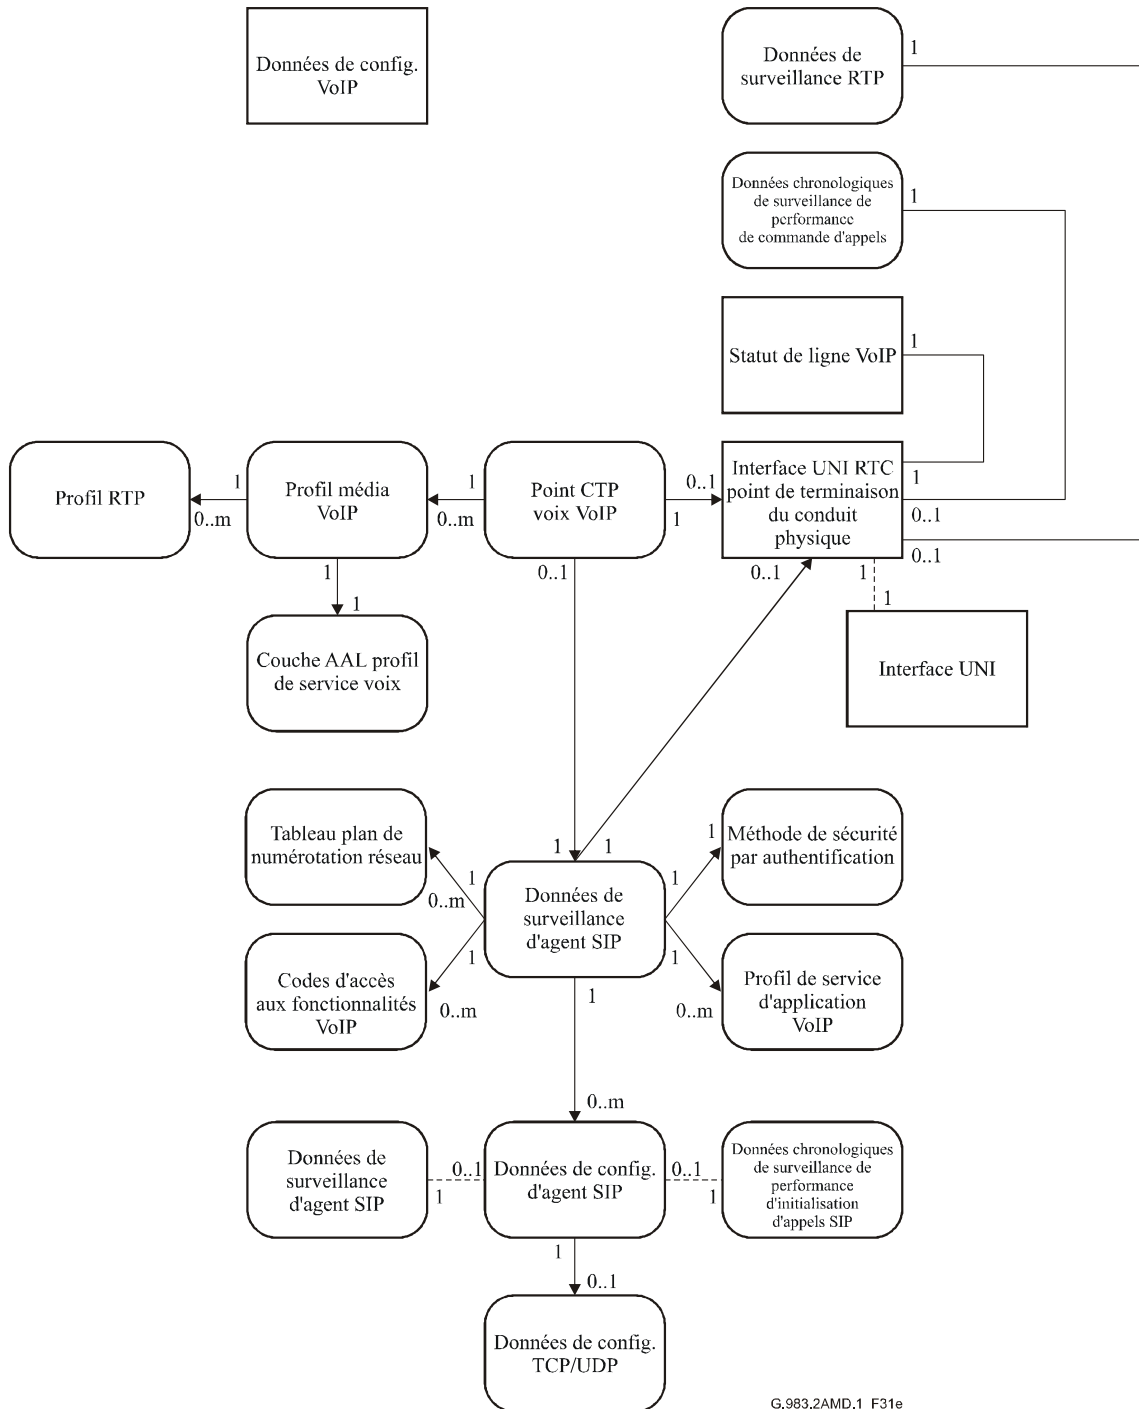 Données de config.
VoIP
Données de
surveillance RTP
1
Données chronologiques
de surveillance de
performance
de commande d'appels
1
Statut de ligne VoIP
1
Profil RTP
1
0..m
Profil média
VoIP
1
0..m
Point CTP
voix VoIP
0..1
1
Interface UNI RTC
point de terminaison
du conduit
physique
1
0..1
0..1
1
1
0..1
0..1
1
1
Couche AAL profil
de service voix
Interface UNI
Tableau plan de
numérotation réseau
1
0..m
1
1
Données de
surveillance
d'agent SIP
1
1
Méthode de sécurité
par authentification
Codes d'accès
aux fonctionnalités
VoIP
1
0..m
1
1
0..m
Profil de service
d'application
VoIP
0..m
Données de
surveillance
d'agent SIP
0..1
1
Données de config.
d'agent SIP
0..1
1
Données chronologiques
de surveillance de
performance
d'initialisation
d'appels SIP
1
0..1
Données de config.
TCP/UDP
G.983.2AMD.1_F31e